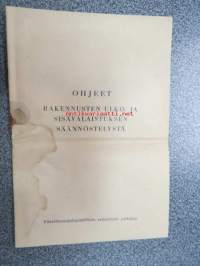 OHJEET
RAKENNUSTEN ULKO- JA
SISÄVALAISTUKSEN
SÄÄNNÖSTELYSTÄ